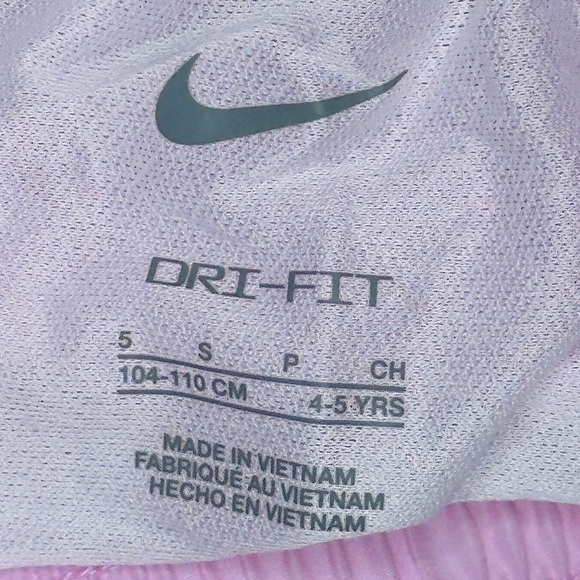 DRI-FIT
5 S P CH
104-110 CM 4-5 YRS
MADE IN VIETNAM
FABRIQUÉ AU VIETNAM
HECHO EN VIETNAM